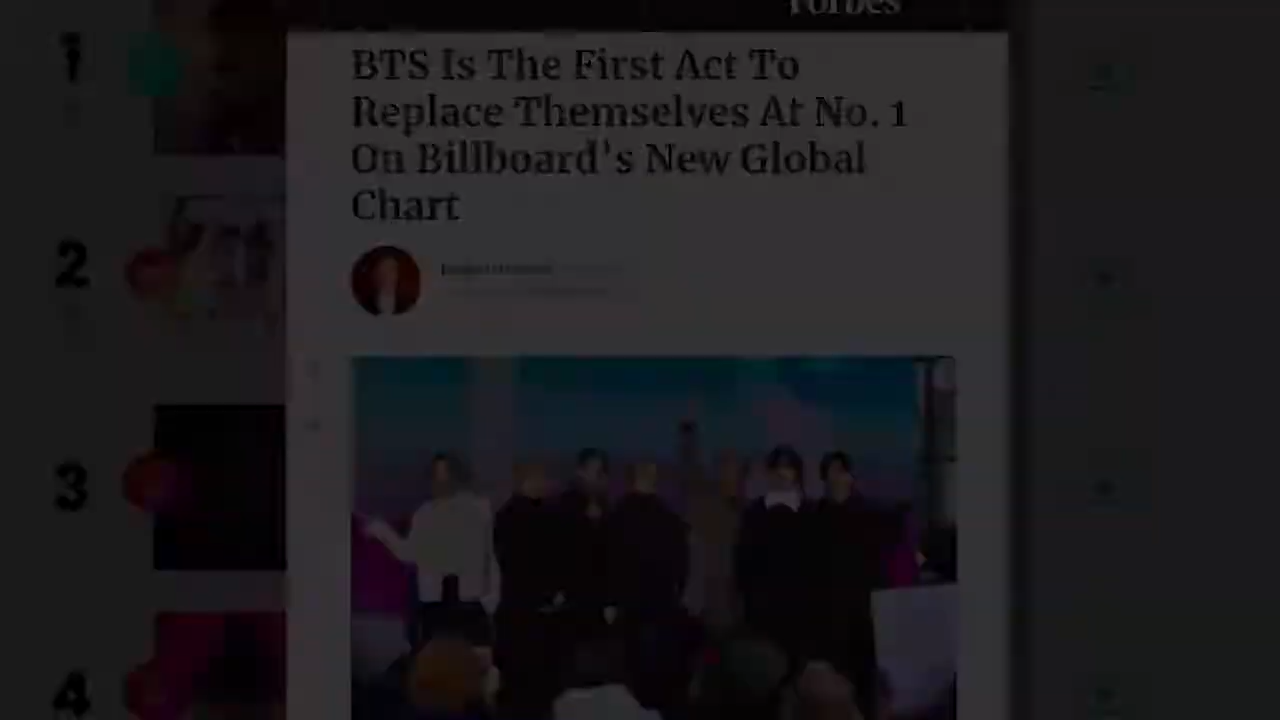 Forbes
BTS Is The First Act To
Replace Themselves At No. 1
On Billboard's New Global
Chart
1
2
3
4